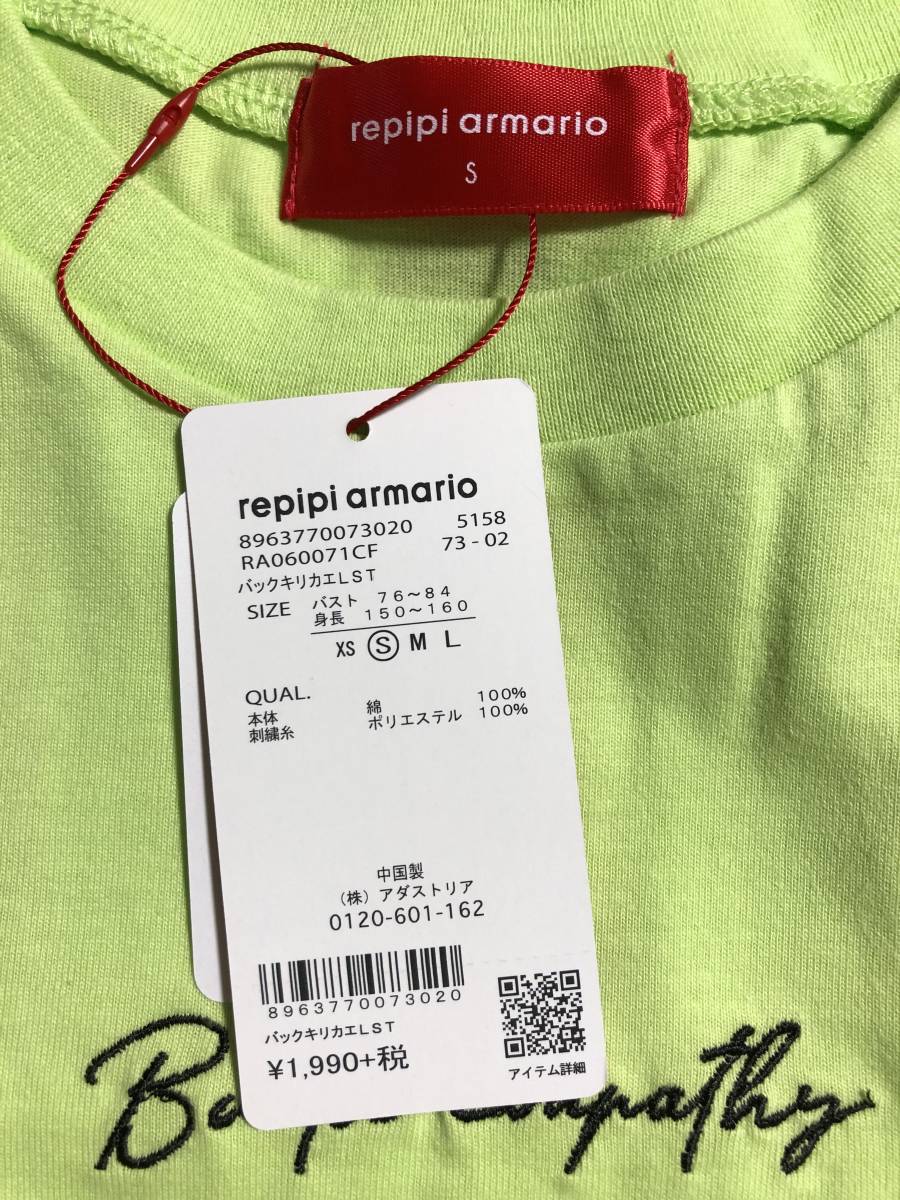 repipi armario
S
repipi armario
8963770073020 5158
RA060071CF 73-02
バックキリカエLST
SIZE バスト 76～84
身長 150～160
XS S M L
QUAL.
本体 綿 100%
刺繍糸 ポリエステル 100%
中国製
（株）アダストリア
0120-601-162
8963770073020
バックキリカエLST
¥1,990+税
アイテム詳細